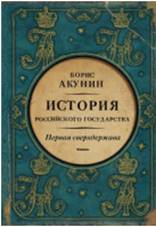 БОРИС
АКУНИН
ИСТОРИЯ
РОССИЙСКОГО ГОСУДАРСТВА
Первая сверхдержава